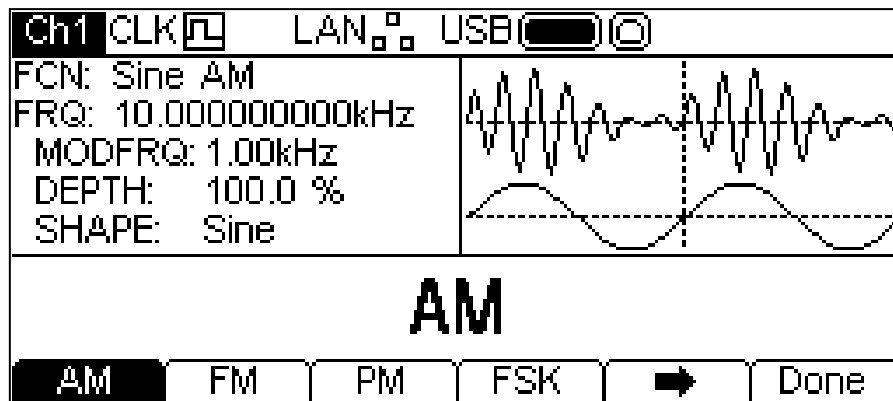 Ch1 CLK LAN USB
FCN: Sine AM
FRQ: 10.000000000kHz
MODFRQ: 1.00kHz
DEPTH: 100.0 %
SHAPE: Sine
AM
AM FM PM FSK Done